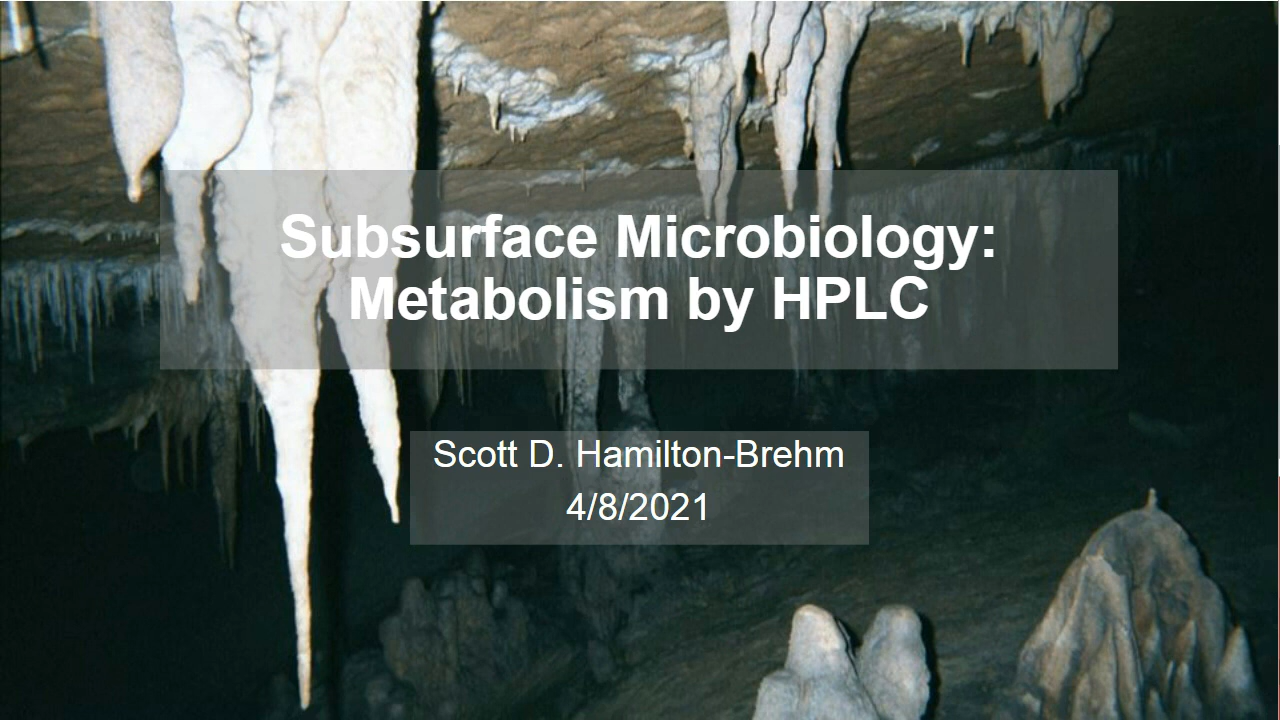 Subsurface Microbiology:
Metabolism by HPLC
Scott D. Hamilton-Brehm
4/8/2021